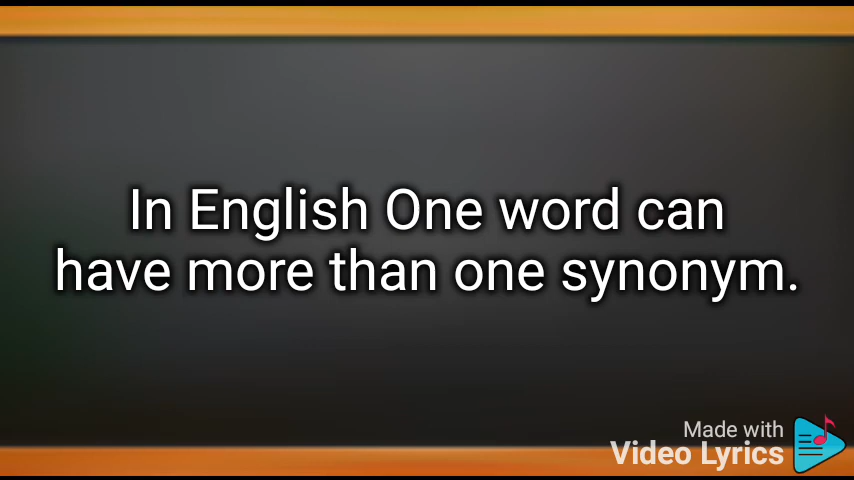 In English One word can
have more than one synonym.
Made with
Video Lyrics